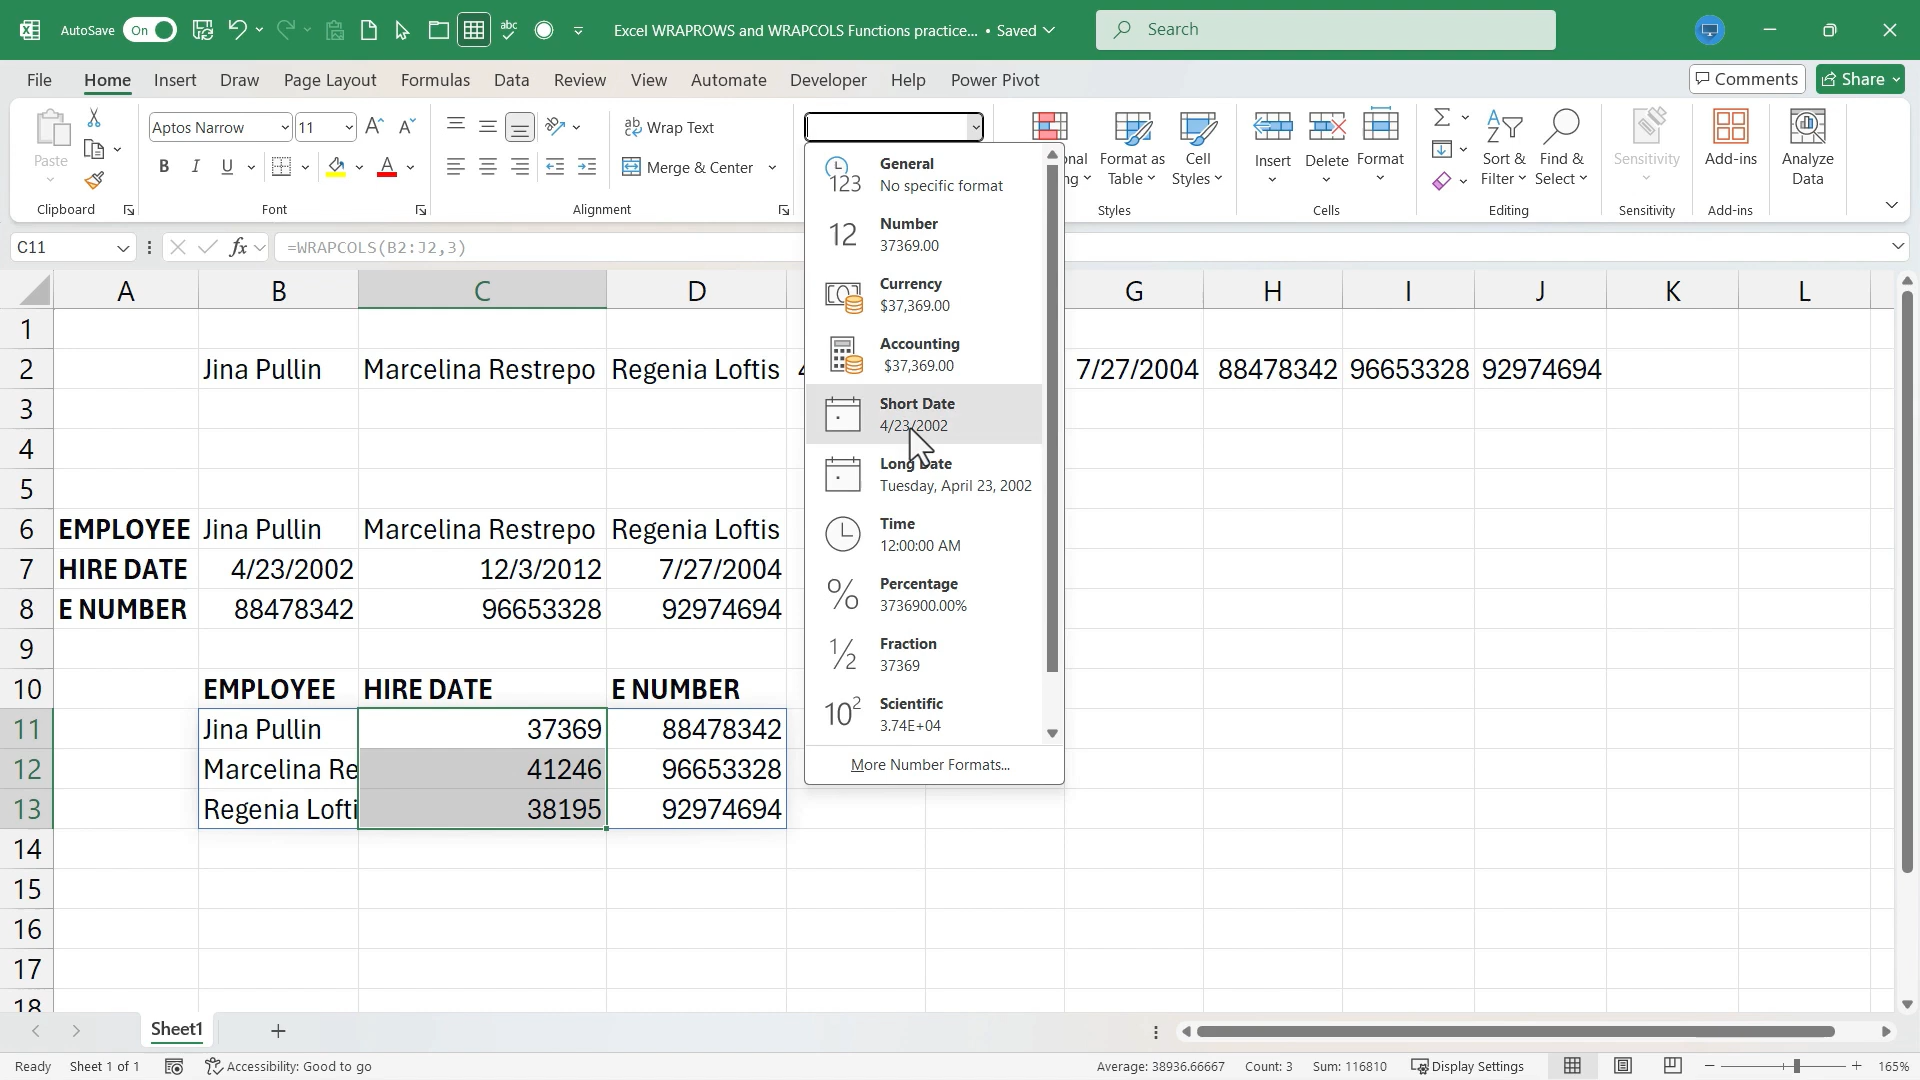 AutoSave On abc Excel WRAPROWS and WRAPCOLS Functions practice... • Saved Search
File Home Insert Draw Page Layout Formulas Data Review View Automate Developer Help Power Pivot Comments Share
Paste Aptos Narrow 11 A A ab Wrap Text Insert Delete Format Sort & Filter Find & Select Sensitivity Add-ins Analyze Data
B I U A Merge & Center Format as Table Cell Styles
Clipboard Font Alignment Styles Cells Editing Sensitivity Add-ins
C11 fx =WRAPCOLS(B2:J2,3)
A B C D G H I J K L
1
2 Jina Pullin Marcelina Restrepo Regenia Loftis 7/27/2004 88478342 96653328 92974694
3
4
5
6 EMPLOYEE Jina Pullin Marcelina Restrepo Regenia Loftis
7 HIRE DATE 4/23/2002 12/3/2012 7/27/2004
8 E NUMBER 88478342 96653328 92974694
9
10 EMPLOYEE HIRE DATE E NUMBER
11 Jina Pullin 37369 88478342
12 Marcelina Re 41246 96653328
13 Regenia Lofti 38195 92974694
14
15
16
17
18
123 General
No specific format
12 Number
37369.00
Currency
$37,369.00
Accounting
$37,369.00
Short Date
4/23/2002
Long Date
Tuesday, April 23, 2002
Time
12:00:00 AM
% Percentage
3736900.00%
½ Fraction
37369
10² Scientific
3.74E+04
More Number Formats...
Sheet1
Ready Sheet 1 of 1 Accessibility: Good to go Average: 38936.66667 Count: 3 Sum: 116810 Display Settings 165%